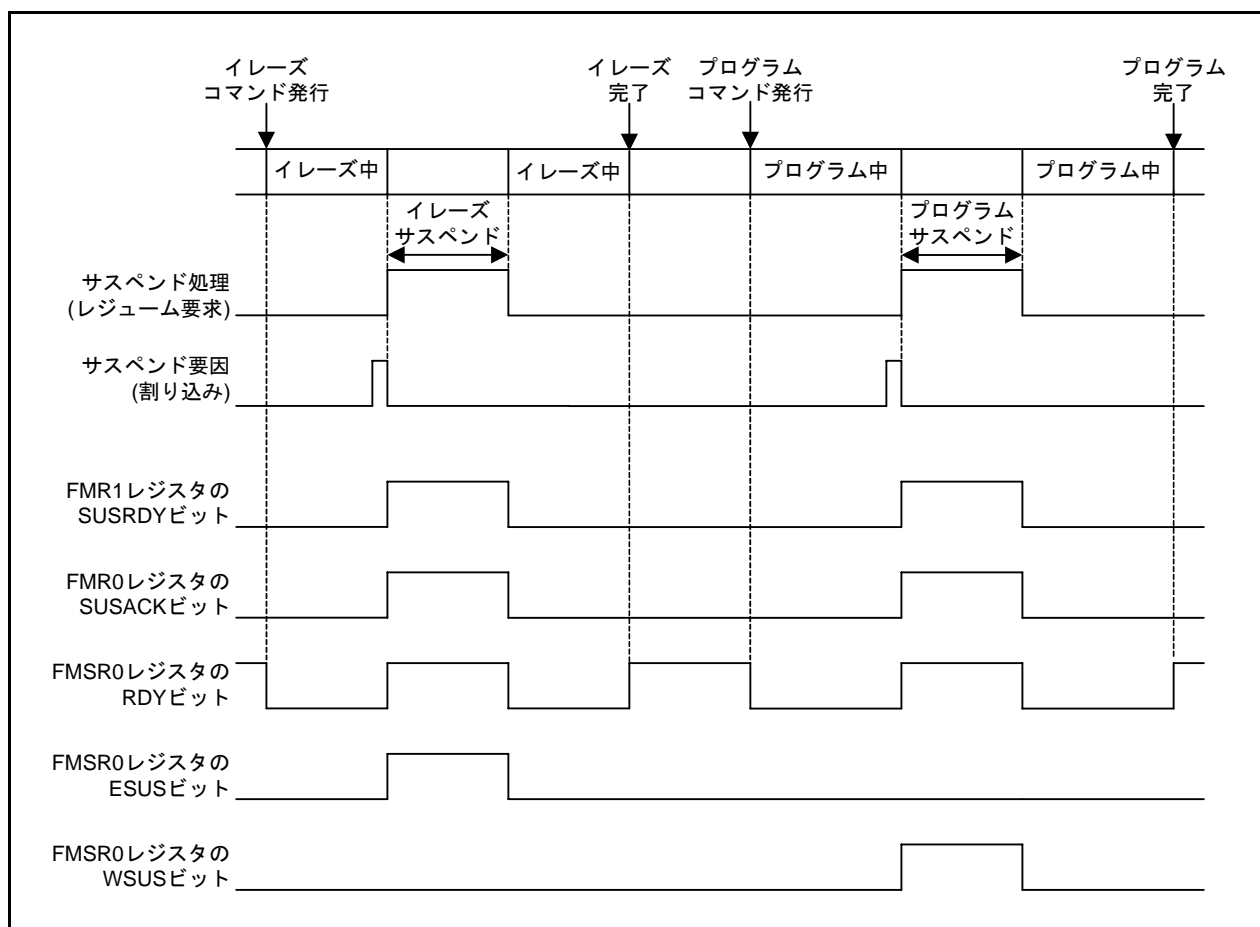 イレーズ
コマンド発行
イレーズ
完了
プログラム
コマンド発行
プログラム
完了
イレーズ中
イレーズ中
プログラム中
プログラム中
イレーズ
サスペンド
プログラム
サスペンド
サスペンド処理
(レジューム要求)
サスペンド要因
(割り込み)
FMR1レジスタの
SUSRDYビット
FMR0レジスタの
SUSACKビット
FMSR0レジスタの
RDYビット
FMSR0レジスタの
ESUSビット
FMSR0レジスタの
WSUSビット